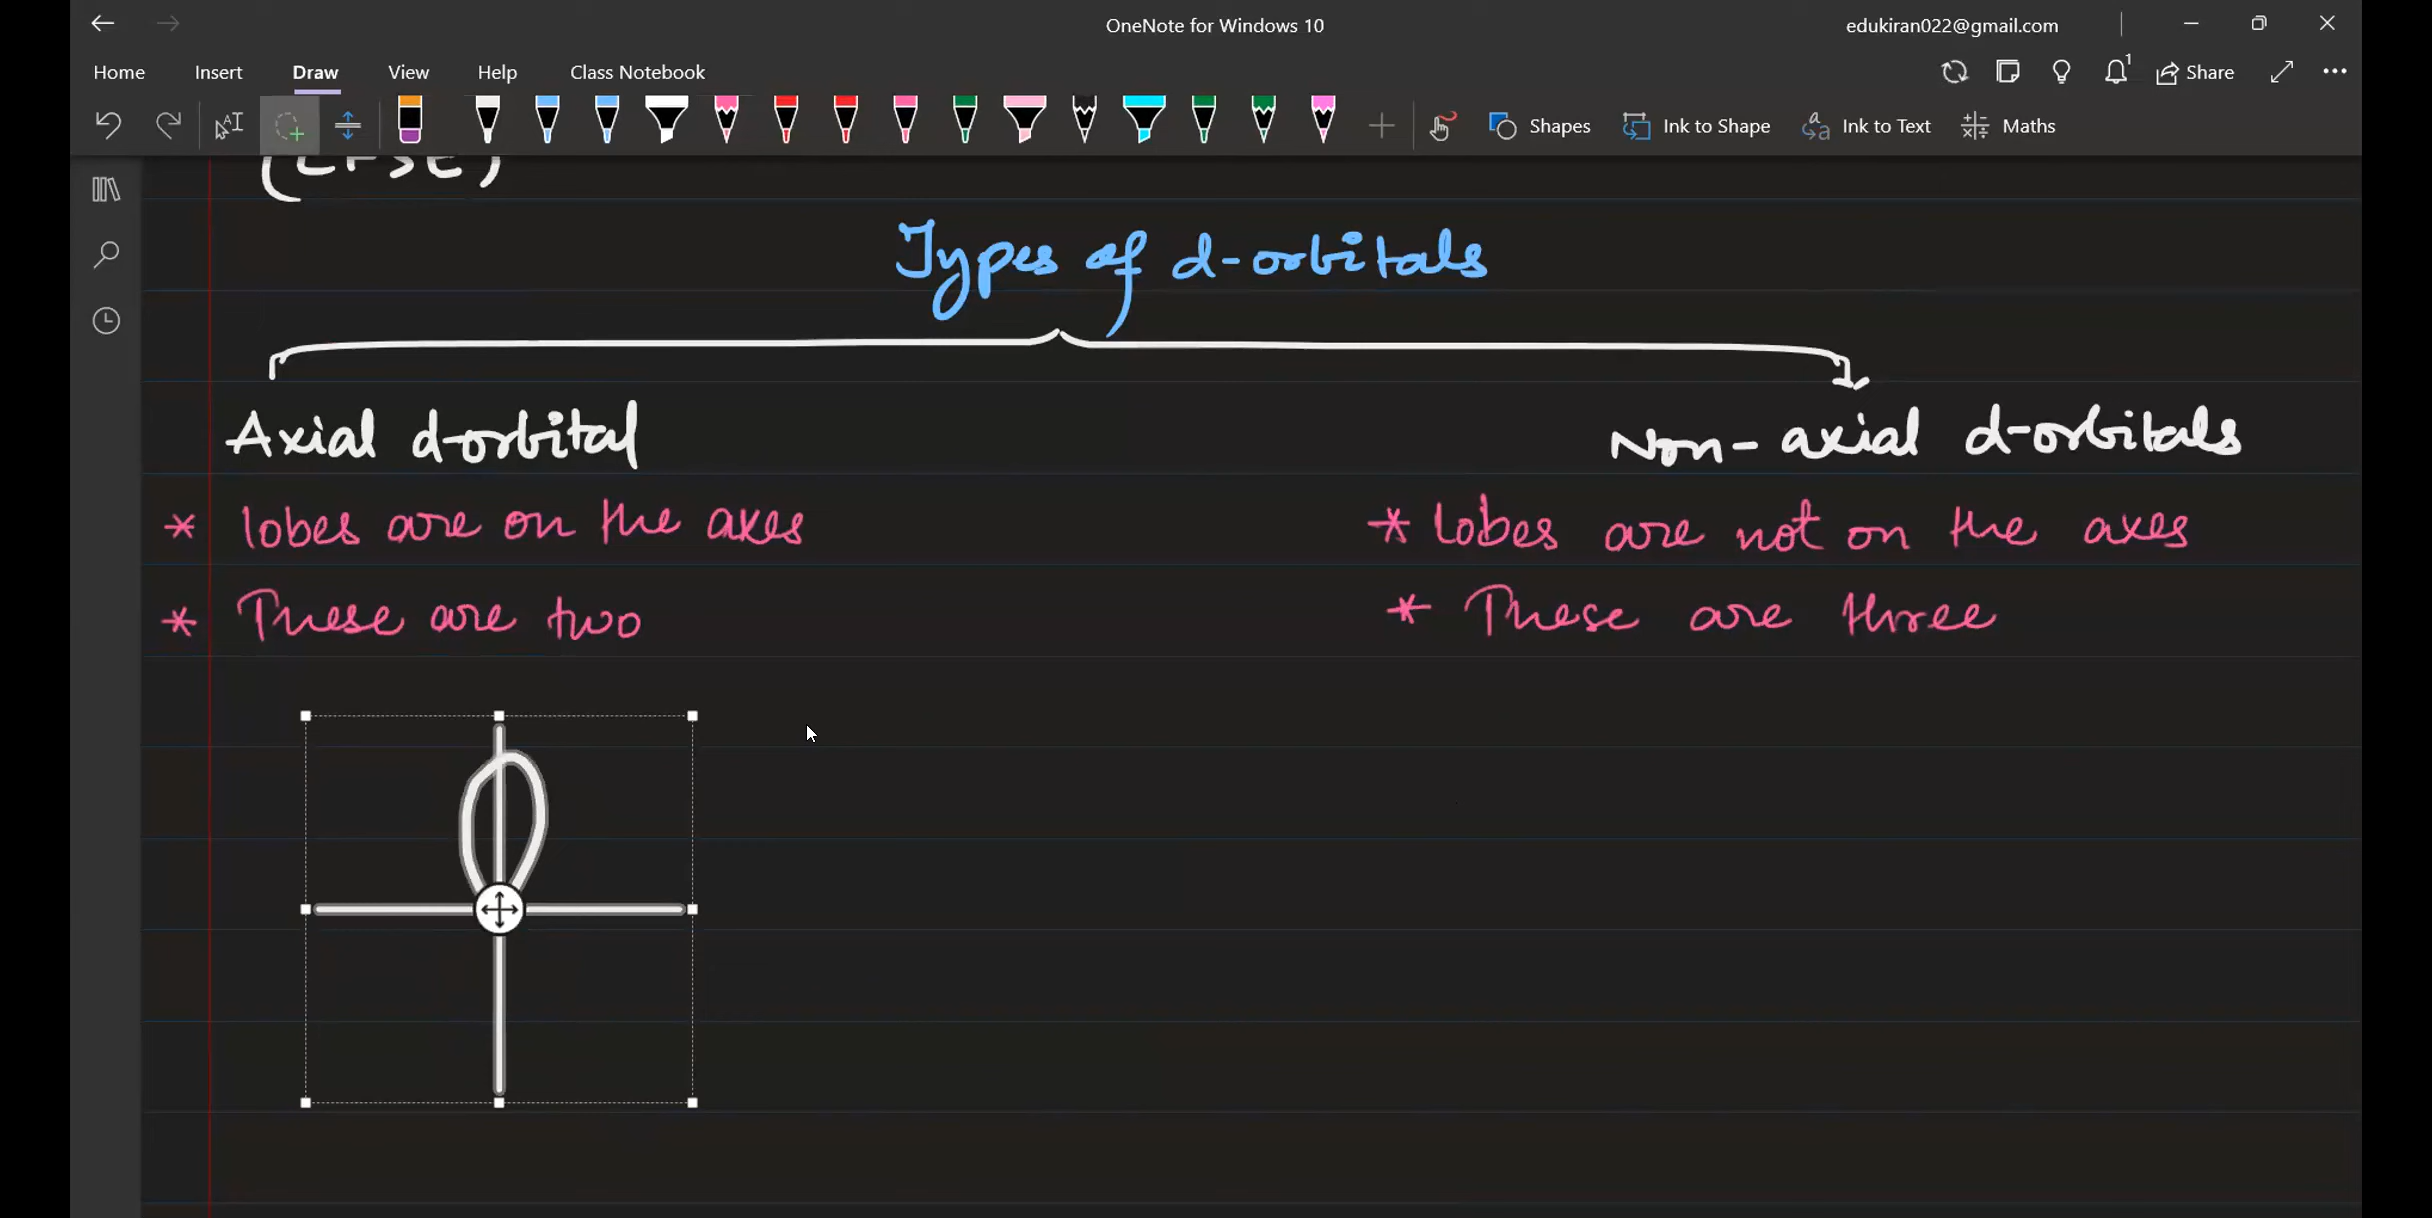 OneNote for Windows 10
edukiran022@gmail.com
Home Insert Draw View Help Class Notebook
1
Share
Shapes Ink to Shape Ink to Text Maths
(CFSE)
Types of d-orbitals
Axial d-orbital
Non-axial d-orbitals
* lobes are on the axes
* lobes are not on the axes
* These are two
* These are three